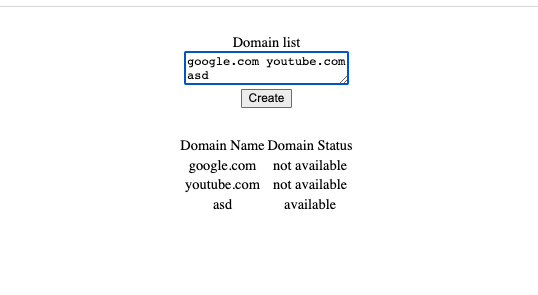 Domain list
google.com youtube.com
asd
Create
Domain Name Domain Status
google.com not available
youtube.com not available
asd available